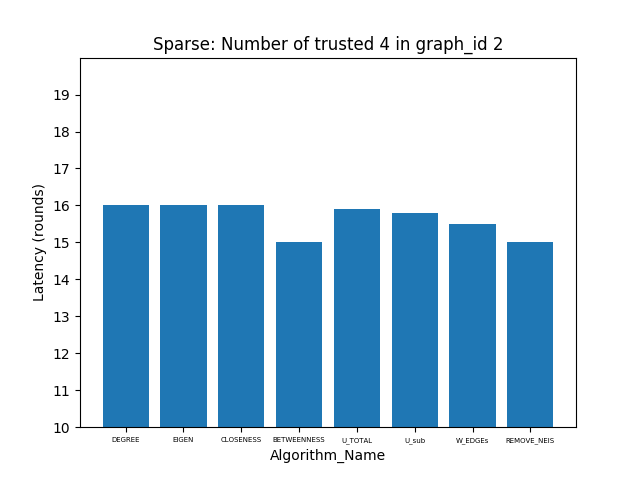 Sparse: Number of trusted 4 in graph_id 2
Latency (rounds)
19
18
17
16
15
14
13
12
11
10
DEGREE EIGEN CLOSENESS BETWEENNESS U_TOTAL U_sub W_EDGEs REMOVE_NEIS
Algorithm_Name